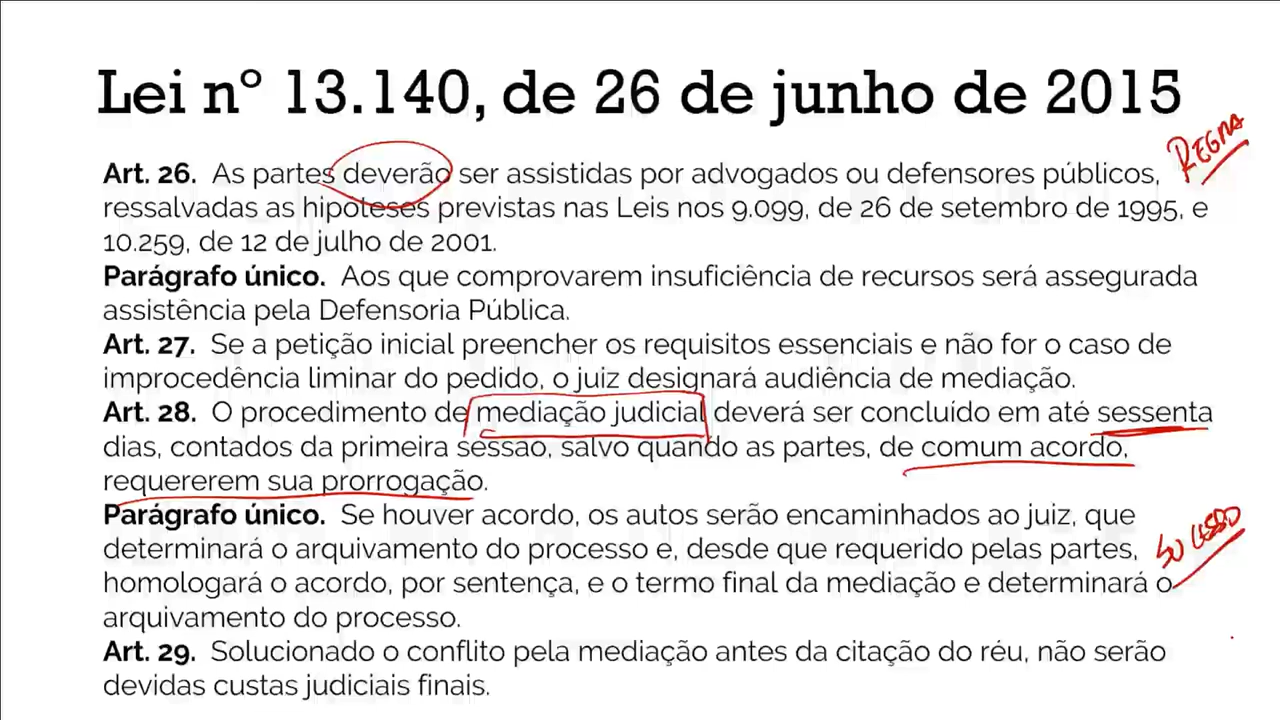 Lei nº 13.140, de 26 de junho de 2015
REGRA
Art. 26. As partes deverão ser assistidas por advogados ou defensores públicos,
ressalvadas as hipóteses previstas nas Leis nos 9.099, de 26 de setembro de 1995, e
10.259, de 12 de julho de 2001.
Parágrafo único. Aos que comprovarem insuficiência de recursos será assegurada
assistência pela Defensoria Pública.
Art. 27. Se a petição inicial preencher os requisitos essenciais e não for o caso de
improcedência liminar do pedido, o juiz designará audiência de mediação.
Art. 28. O procedimento de mediação judicial deverá ser concluído em até sessenta
dias, contados da primeira sessão, salvo quando as partes, de comum acordo,
requererem sua prorrogação.
Parágrafo único. Se houver acordo, os autos serão encaminhados ao juiz, que
determinará o arquivamento do processo e, desde que requerido pelas partes,
SUCESSO
homologará o acordo, por sentença, e o termo final da mediação e determinará o
arquivamento do processo.
Art. 29. Solucionado o conflito pela mediação antes da citação do réu, não serão
devidas custas judiciais finais.